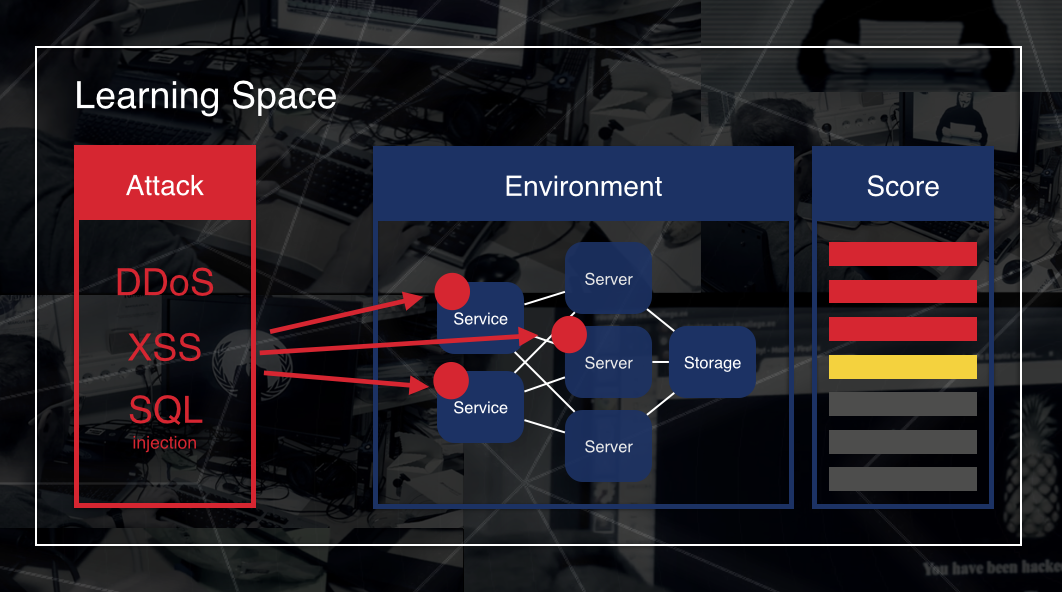 Learning Space
Attack
DDoS
XSS
SQL
injection
Environment
Service
Service
Server
Server
Server
Storage
Score
You have been hacke